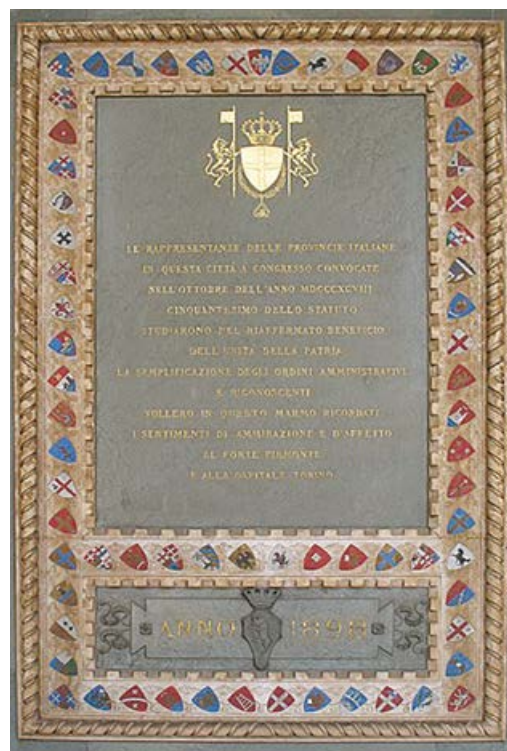 LE RAPPRESENTANZE DELLE PROVINCIE ITALIANE
IN QUESTA CITTÀ A CONGRESSO CONVOCATE
NELL'OTTOBRE DELL'ANNO MDCCCXCVIII
CINQUANTESIMO DELLO STATUTO
STUDIARONO PEL RIAFFERMATO BENEFICIO
DELL'UNITÀ DELLA PATRIA
LA SEMPLIFICAZIONE DEGLI ORDINI AMMINISTRATIVI
E RICONOSCENTI
VOLLERO IN QUESTO MARMO RICORDATI
I SENTIMENTI DI AMMIRAZIONE E D'AFFETTO
AL FORTE PIEMONTE
E ALLA OSPITALE TORINO
ANNO 1898